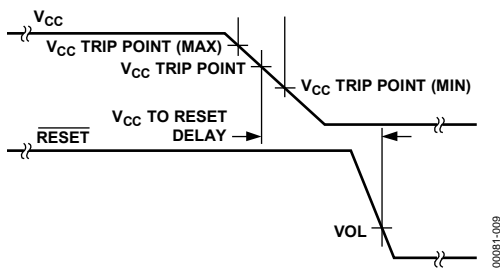 VCC
VCC TRIP POINT (MAX)
VCC TRIP POINT
VCC TRIP POINT (MIN)
VCC TO RESET
DELAY
RESET
VOL
00081-009